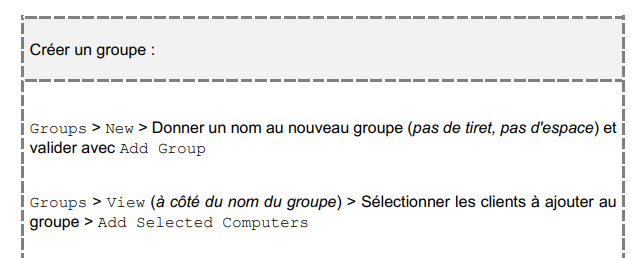 Créer un groupe :
Groups > New > Donner un nom au nouveau groupe (pas de tiret, pas d'espace) et
valider avec Add Group
Groups > View (à côté du nom du groupe) > Sélectionner les clients à ajouter au
groupe > Add Selected Computers